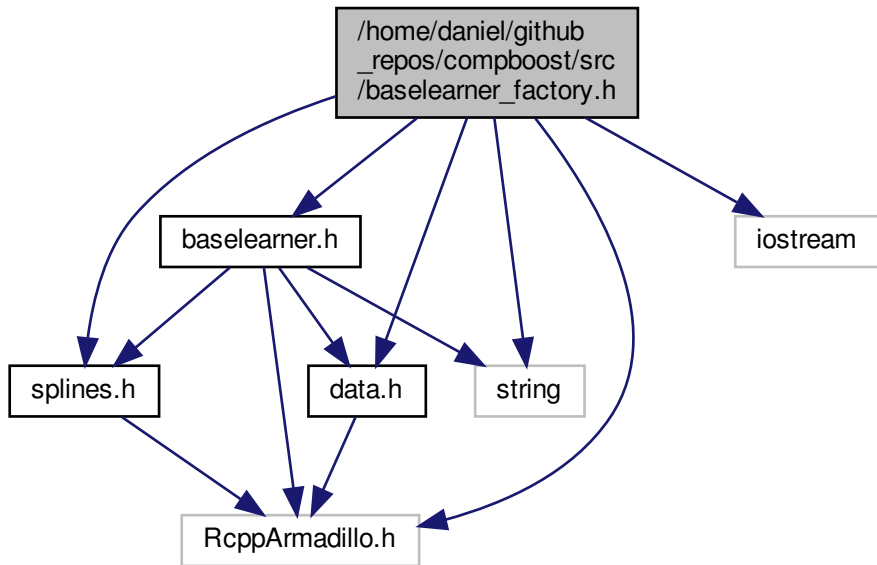 /home/daniel/github
_repos/compboost/src
/baselearner_factory.h
baselearner.h
iostream
splines.h
data.h
string
RcppArmadillo.h